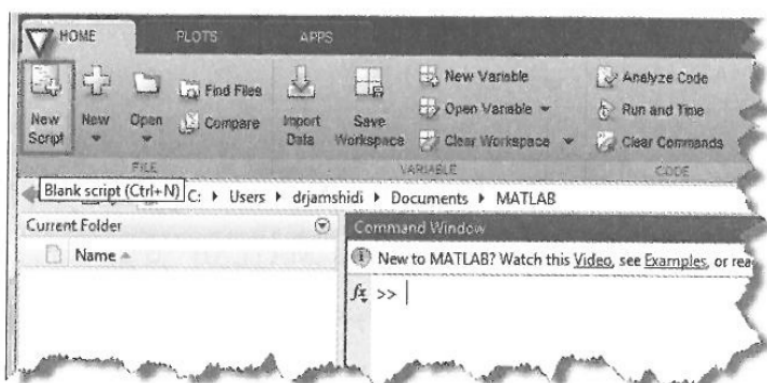 HOME PLOTS APPS
New Script
New
Open
Find Files
Compare
Import Data
Save Workspace
New Variable
Open Variable
Clear Workspace
Analyze Code
Run and Time
Clear Commands
FILE VARIABLE CODE
Blank script (Ctrl+N)
C: Users drjamshidi Documents MATLAB
Current Folder
Name
Command Window
New to MATLAB? Watch this Video, see Examples, or
fx >>